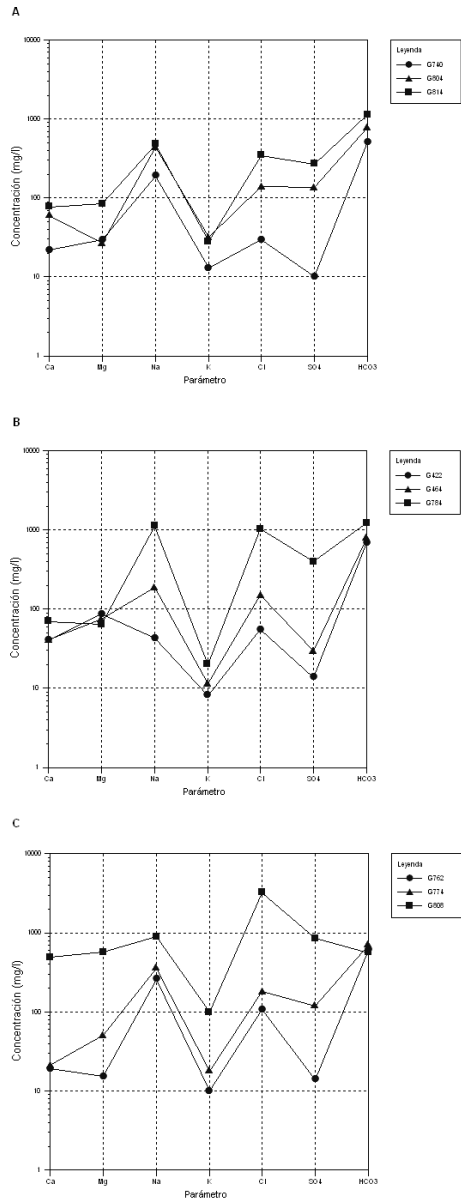 A
10000
1000
100
10
1
Concentración (mg/l)
Ca Mg Na K Cl SO4 HCO3
Parámetro
Leyenda
G740
G804
G814
B
10000
1000
100
10
1
Concentración (mg/l)
Ca Mg Na K Cl SO4 HCO3
Parámetro
Leyenda
G422
G464
G784
C
10000
1000
100
10
1
Concentración (mg/l)
Ca Mg Na K Cl SO4 HCO3
Parámetro
Leyenda
G762
G774
G808